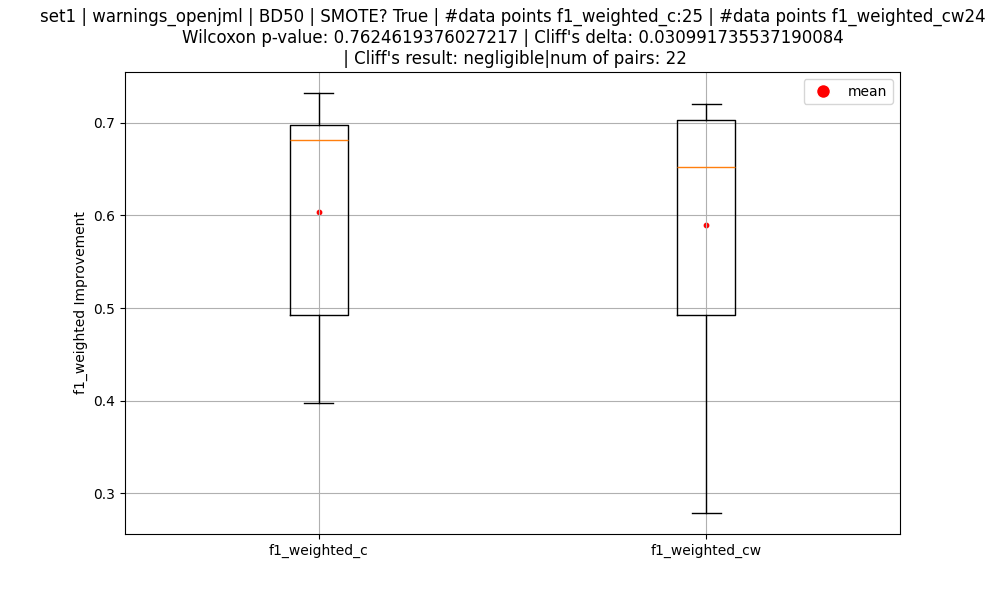 set1 | warnings_openjml | BD50 | SMOTE? True | #data points f1_weighted_c:25 | #data points f1_weighted_cw24
Wilcoxon p-value: 0.7624619376027217 | Cliff's delta: 0.030991735537190084
| Cliff's result: negligible|num of pairs: 22
mean
0.7
0.6
0.5
0.4
0.3
f1_weighted Improvement
f1_weighted_c
f1_weighted_cw